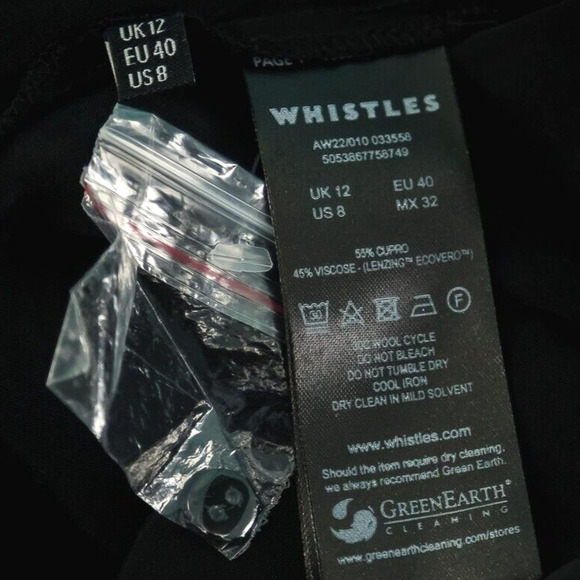 UK 12
EU 40
US 8
PAGE 1
WHISTLES
AW22/010 033558
5053867758749
UK 12 EU 40
US 8 MX 32
55% CUPRO
45% VISCOSE - (LENZING™ ECOVERO™)
30
F
30C WOOL CYCLE
DO NOT BLEACH
DO NOT TUMBLE DRY
COOL IRON
DRY CLEAN IN MILD SOLVENT
www.whistles.com
Should the item require dry cleaning,
we always recommend Green Earth.
GREENEARTH®
CLEANING
www.greenearthcleaning.com/stores